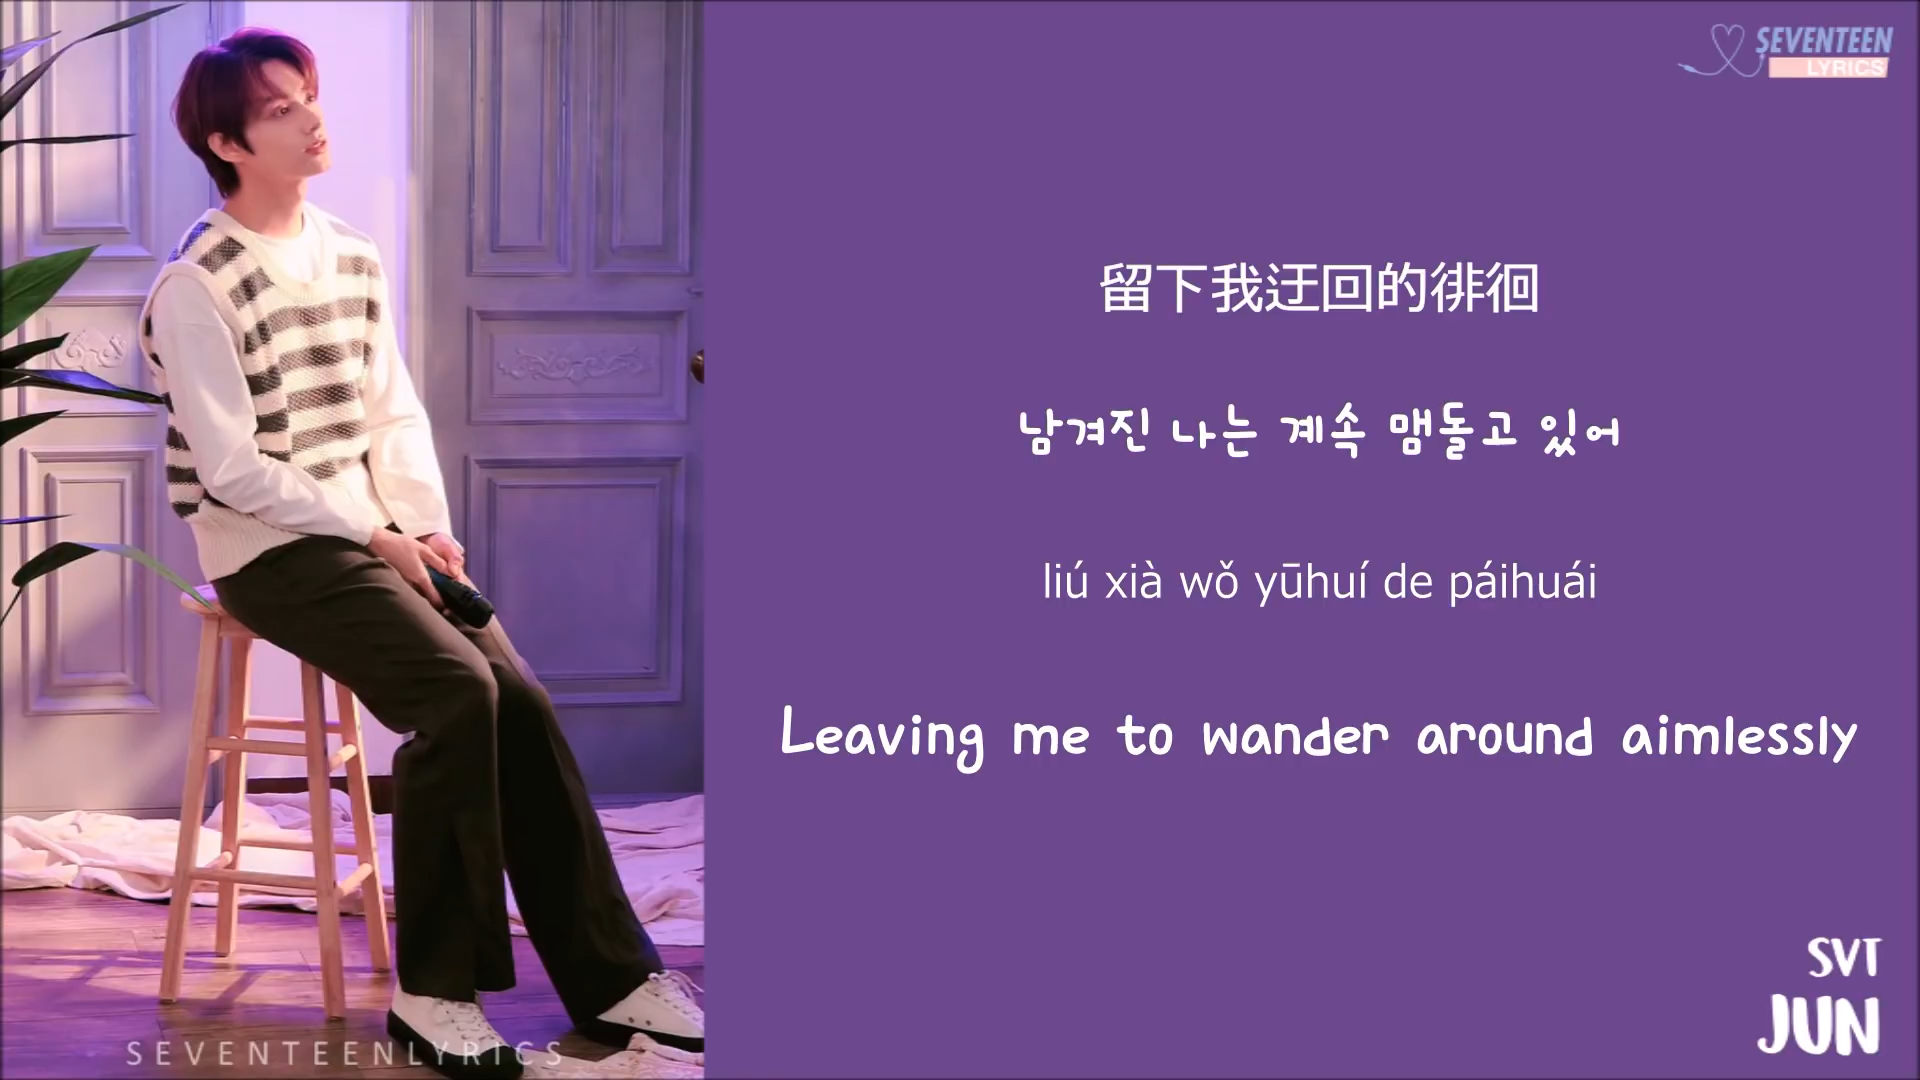 SEVENTEEN
LYRICS
留下我迂回的徘徊
남겨진 나는 계속 맴돌고 있어
liú xià wǒ yūhuí de páihuái
Leaving me to wander around aimlessly
SVT
JUN
SEVENTEENLYRICS